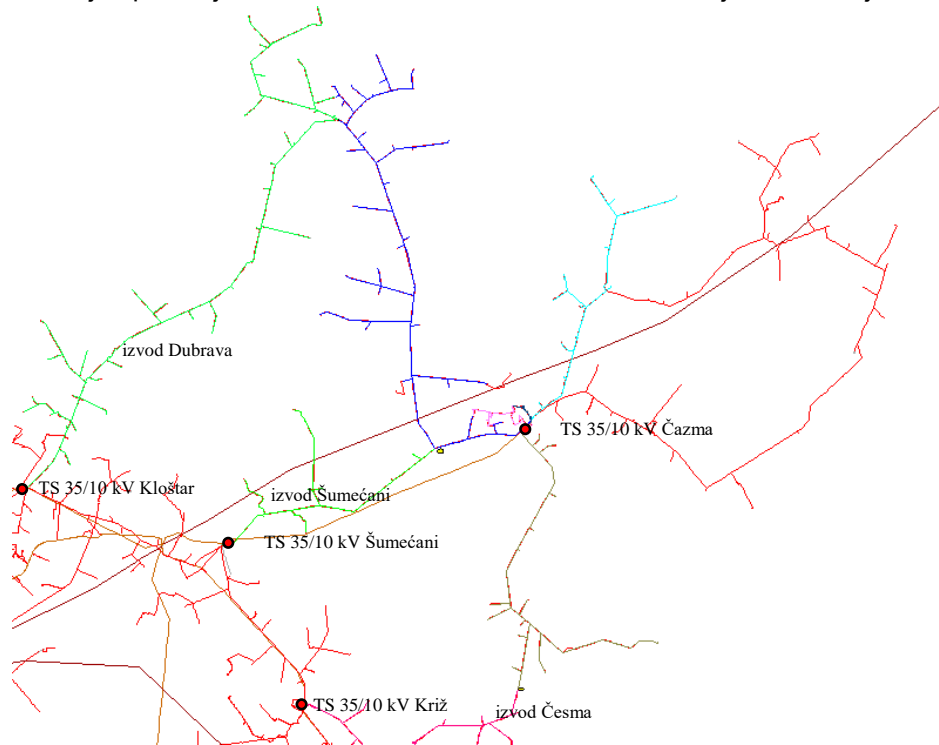 izvod Dubrava
TS 35/10 kV Čazma
TS 35/10 kV Kloštar
izvod Šumećani
TS 35/10 kV Šumećani
TS 35/10 kV Križ
izvod Česma